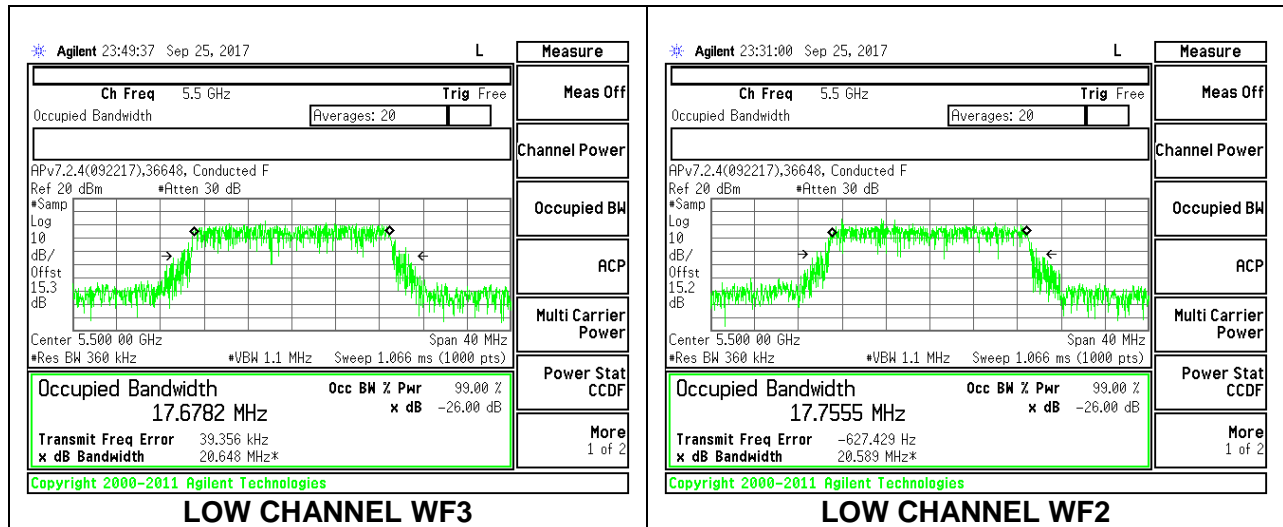 Agilent 23:49:37 Sep 25, 2017 L
Measure
Ch Freq 5.5 GHz Trig Free
Occupied Bandwidth Averages: 20
APv7.2.4(092217),36648, Conducted F
Ref 20 dBm #Atten 30 dB
#Samp
Log
10
dB/
Offst
15.3
dB
Center 5.500 00 GHz Span 40 MHz
#Res BW 360 kHz #VBW 1.1 MHz Sweep 1.066 ms (1000 pts)
Occupied Bandwidth Occ BW % Pwr 99.00 %
17.6782 MHz x dB -26.00 dB
Transmit Freq Error 39.356 kHz
x dB Bandwidth 20.648 MHz*
Copyright 2000-2011 Agilent Technologies
Meas Off
Channel Power
Occupied BW
ACP
Multi Carrier
Power
Power Stat
CCDF
More
1 of 2
LOW CHANNEL WF3
Agilent 23:31:00 Sep 25, 2017 L
Measure
Ch Freq 5.5 GHz Trig Free
Occupied Bandwidth Averages: 20
APv7.2.4(092217),36648, Conducted F
Ref 20 dBm #Atten 30 dB
#Samp
Log
10
dB/
Offst
15.2
dB
Center 5.500 00 GHz Span 40 MHz
#Res BW 360 kHz #VBW 1.1 MHz Sweep 1.066 ms (1000 pts)
Occupied Bandwidth Occ BW % Pwr 99.00 %
17.7555 MHz x dB -26.00 dB
Transmit Freq Error -627.429 Hz
x dB Bandwidth 20.589 MHz*
Copyright 2000-2011 Agilent Technologies
Meas Off
Channel Power
Occupied BW
ACP
Multi Carrier
Power
Power Stat
CCDF
More
1 of 2
LOW CHANNEL WF2